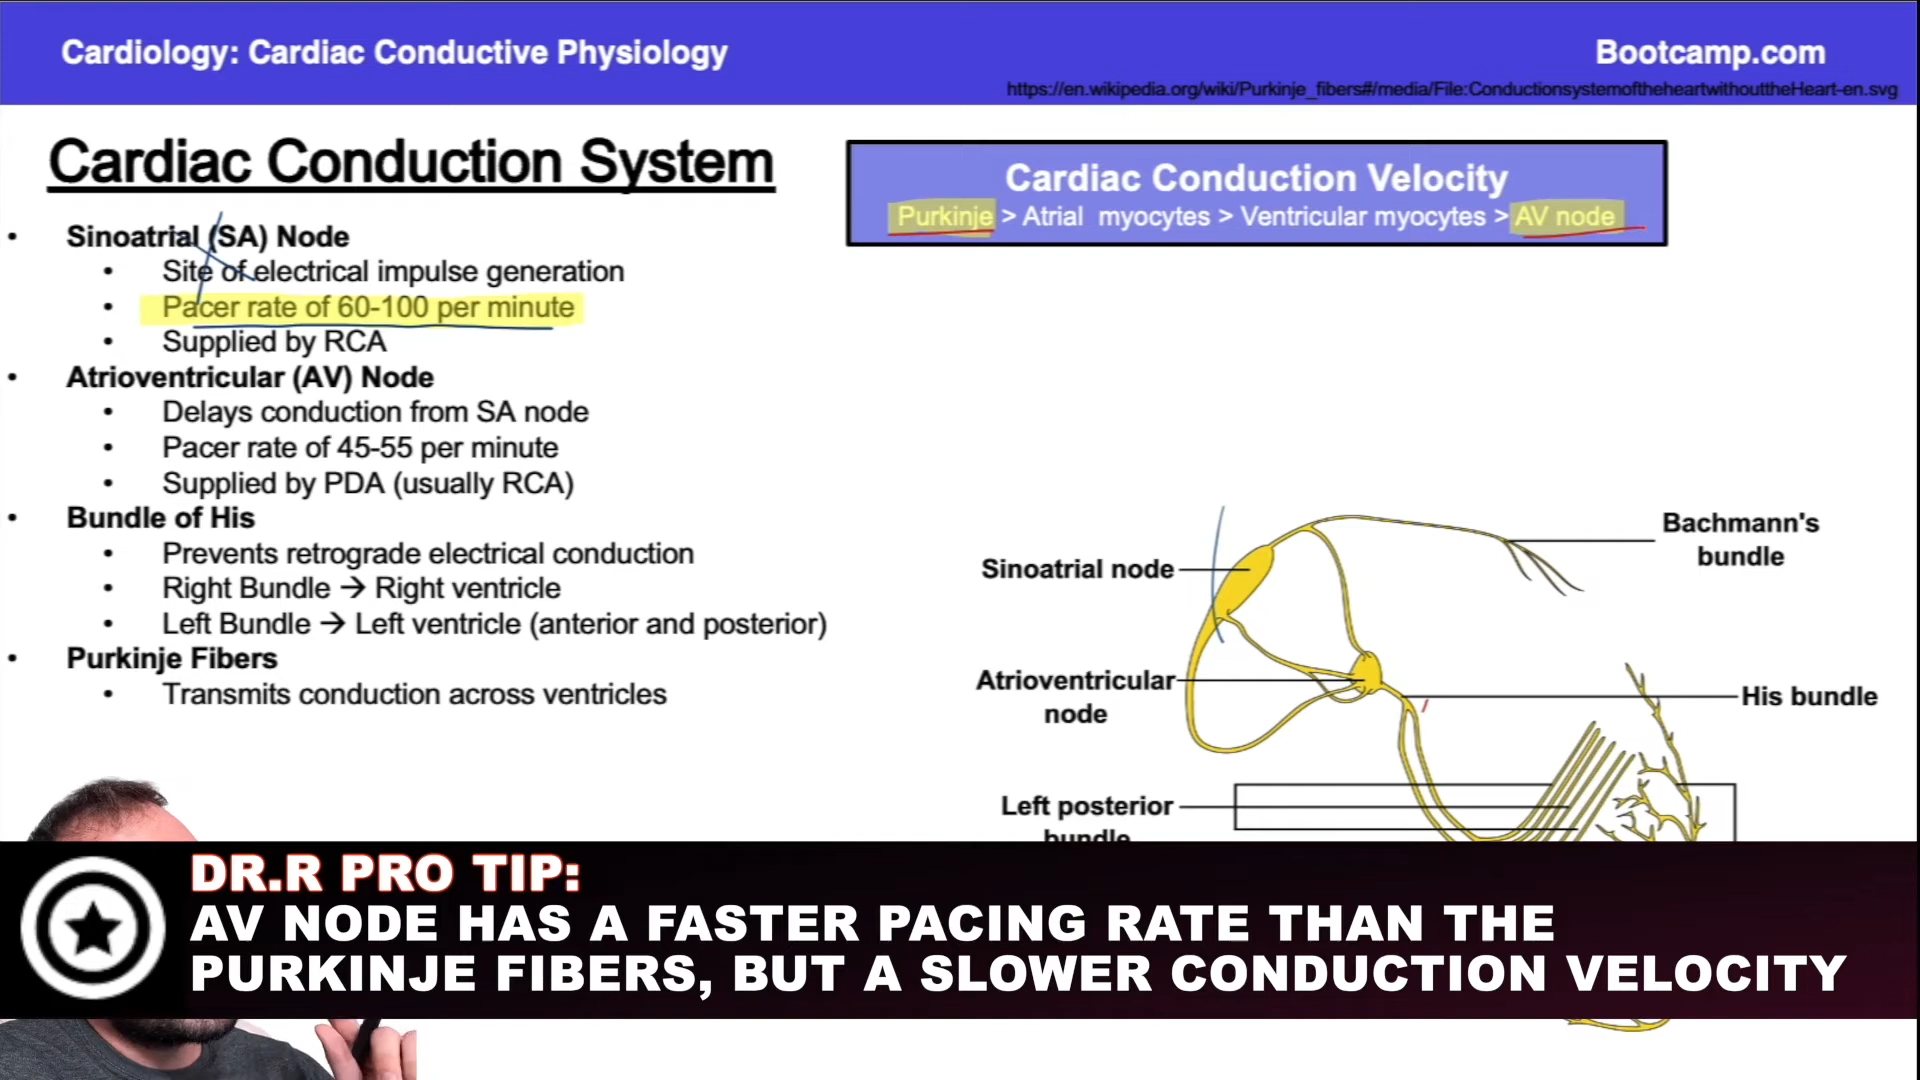 Cardiology: Cardiac Conductive Physiology
Bootcamp.com
https://en.wikipedia.org/wiki/Purkinje_fibers#/media/File:ConductionsystemoftheheartwithouttheHeart-en.svg
Cardiac Conduction System
Cardiac Conduction Velocity
Purkinje > Atrial myocytes > Ventricular myocytes > AV node
• Sinoatrial (SA) Node
• Site of electrical impulse generation
• Pacer rate of 60-100 per minute
• Supplied by RCA
• Atrioventricular (AV) Node
• Delays conduction from SA node
• Pacer rate of 45-55 per minute
• Supplied by PDA (usually RCA)
• Bundle of His
• Prevents retrograde electrical conduction
• Right Bundle → Right ventricle
• Left Bundle → Left ventricle (anterior and posterior)
• Purkinje Fibers
• Transmits conduction across ventricles
Bachmann's
bundle
Sinoatrial node
Atrioventricular
node
His bundle
Left posterior
bundle
DR.R PRO TIP:
AV NODE HAS A FASTER PACING RATE THAN THE
PURKINJE FIBERS, BUT A SLOWER CONDUCTION VELOCITY